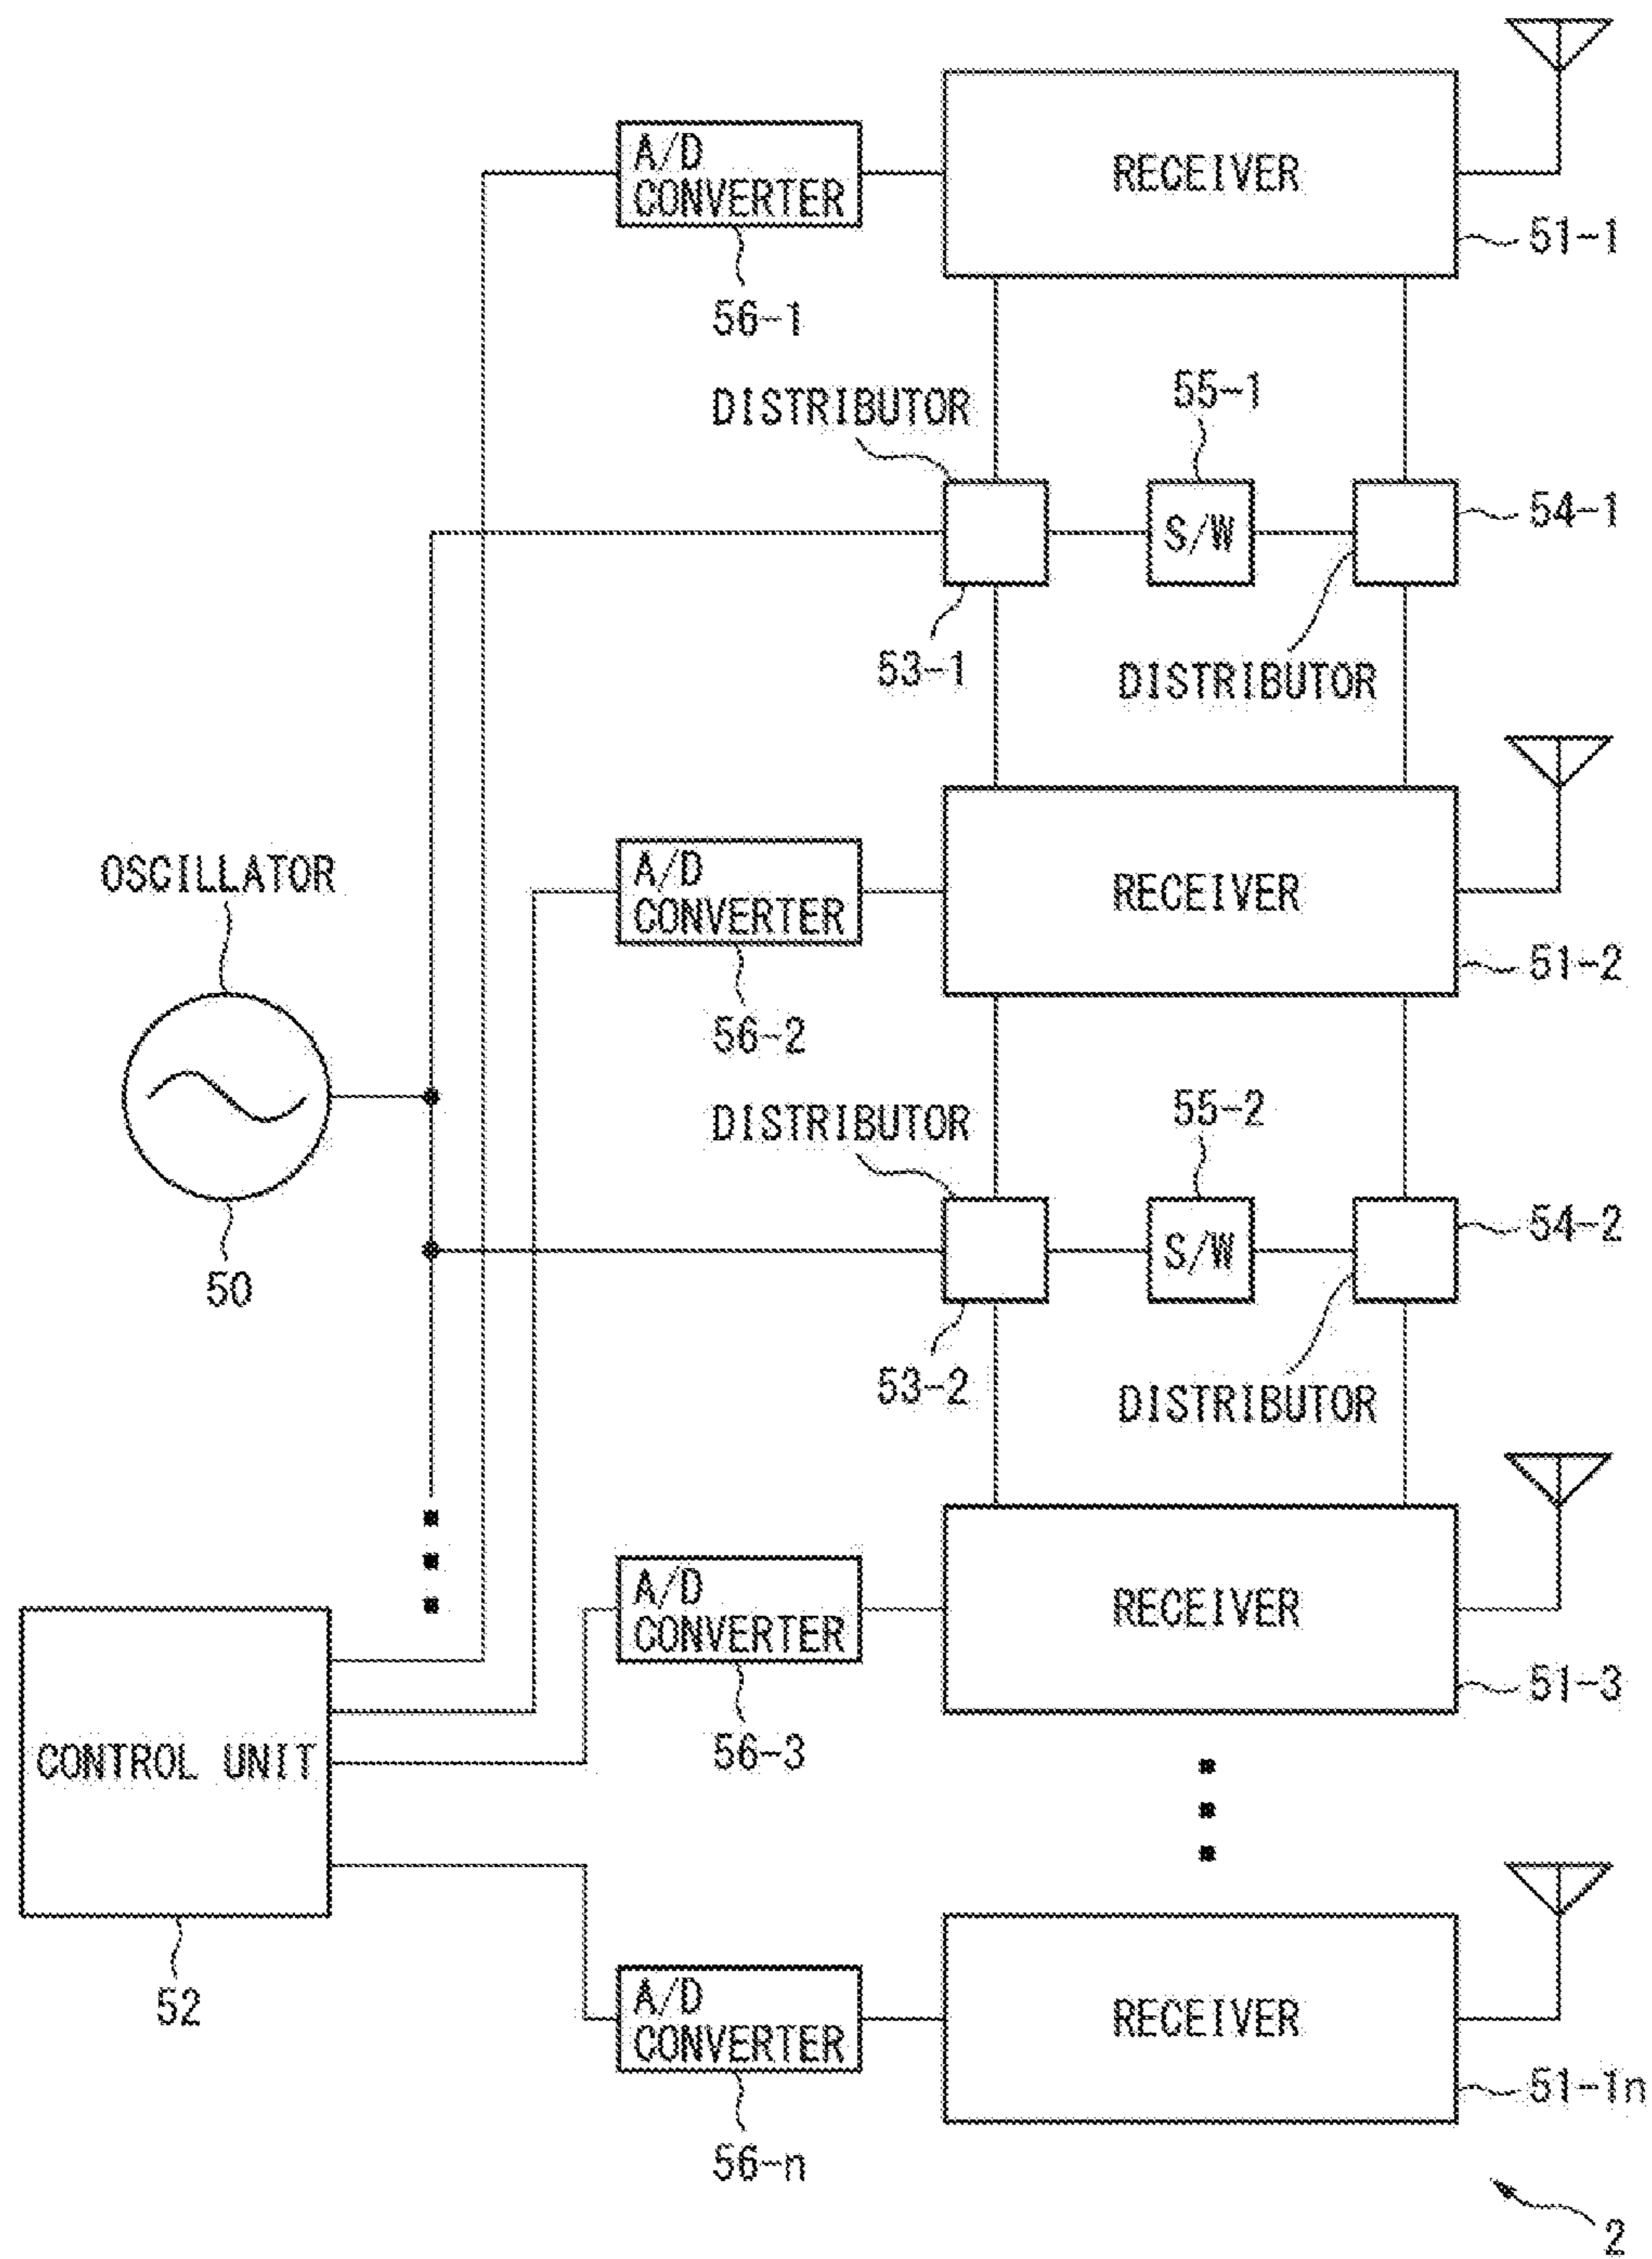 A/D
CONVERTER
RECEIVER
51-1
56-1
DISTRIBUTOR
55-1
S/W
54-1
53-1
DISTRIBUTOR
OSCILLATOR
A/D
CONVERTER
RECEIVER
51-2
56-2
DISTRIBUTOR
55-2
S/W
54-2
50
53-2
DISTRIBUTOR
A/D
CONVERTER
RECEIVER
51-3
56-3
CONTROL UNIT
52
A/D
CONVERTER
RECEIVER
51-1n
56-n
2